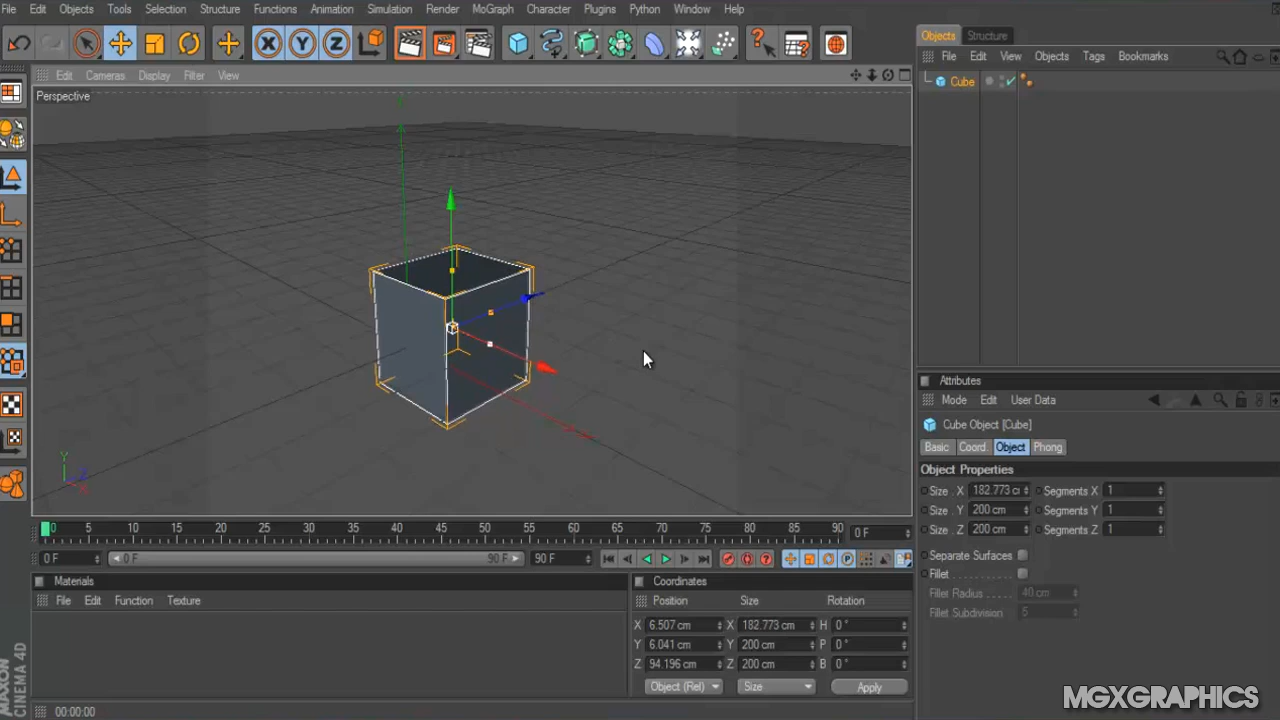 File Edit Objects Tools Selection Structure Functions Animation Simulation Render MoGraph Character Plugins Python Window Help
X Y Z
Objects Structure
File Edit View Objects Tags Bookmarks
Edit Cameras Display Filter View
Perspective
Cube
Y
Y
Z
X
Attributes
Mode Edit User Data
Cube Object [Cube]
Basic Coord. Object Phong
Object Properties
Size . X 182.773 c Segments X 1
Size . Y 200 cm Segments Y 1
Size . Z 200 cm Segments Z 1
Separate Surfaces
Fillet
Fillet Radius 40 cm
Fillet Subdivision 5
0 5 10 15 20 25 30 35 40 45 50 55 60 65 70 75 80 85 90 0 F
0 F 0 F 90 F 90 F P
Materials
File Edit Function Texture
Coordinates
Position Size Rotation
X 6.507 cm X 182.773 cm H 0 °
Y 6.041 cm Y 200 cm P 0 °
Z 94.196 cm Z 200 cm B 0 °
Object (Rel) Size Apply
MAXON
CINEMA 4D
00:00:00
MGXGRAPHICS